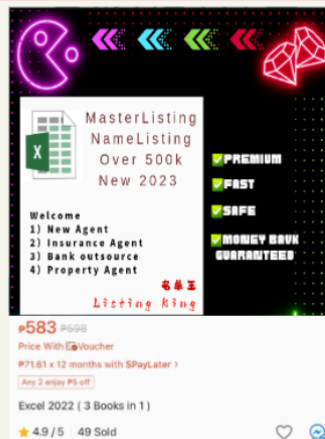 X
MasterListing
NameListing
Over 500k
New 2023
Welcome
1) New Agent
2) Insurance Agent
3) Bank outsource
4) Property Agent
名单王
Listing King
✅PREMIUM
✅FAST
✅SAFE
✅MONEY BAVK
GUARANTEED
₱583 ₱598
Price With Voucher
₱71.61 x 12 months with SPayLater >
Any 2 enjoy ₱5 off
Excel 2022 ( 3 Books in 1 )
4.9 / 5 49 Sold